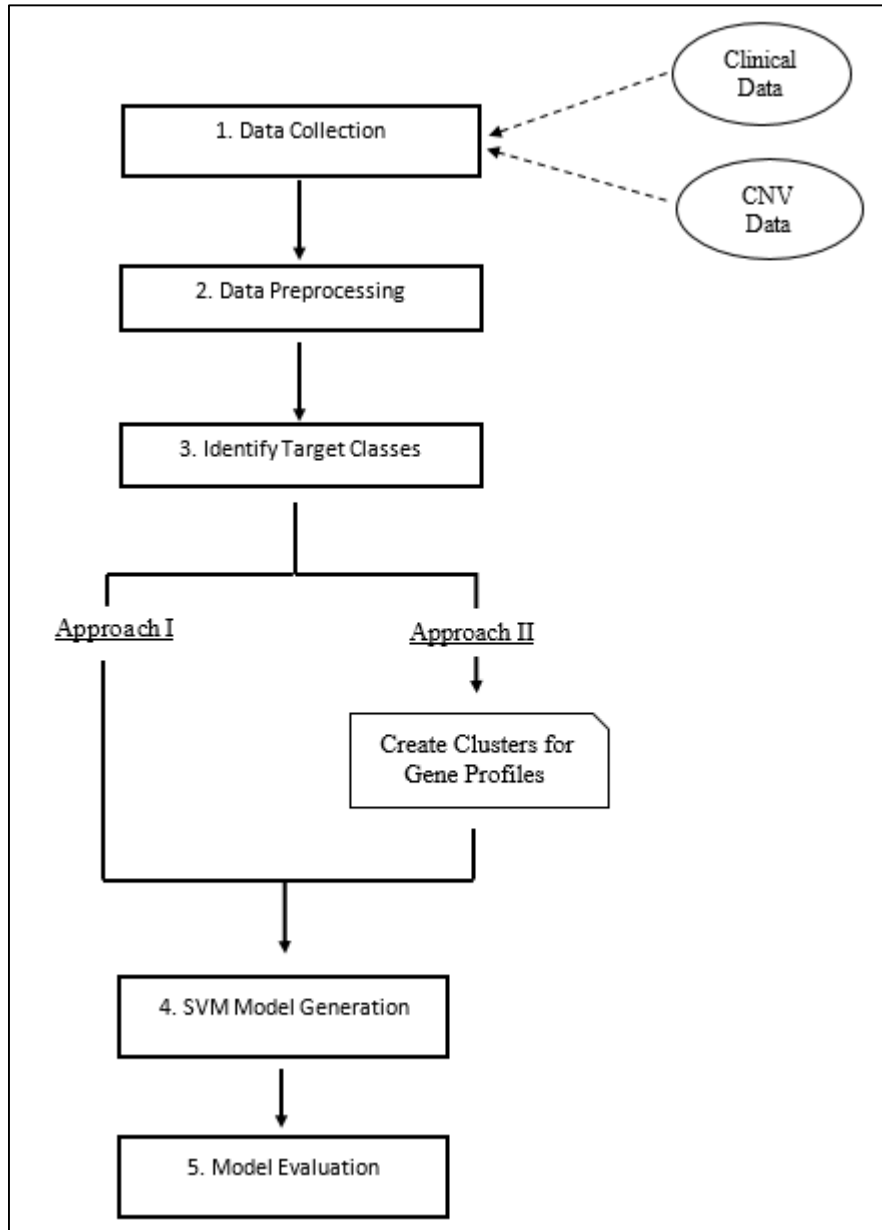 Clinical
Data
1. Data Collection
CNV
Data
2. Data Preprocessing
3. Identify Target Classes
Approach I
Approach II
Create Clusters for
Gene Profiles
4. SVM Model Generation
5. Model Evaluation